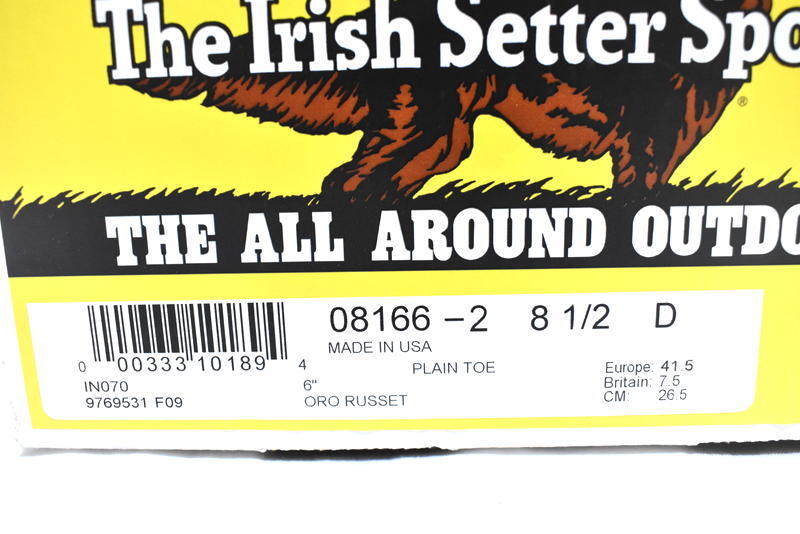 The Irish Setter Spo
®
THE ALL AROUND OUTDO
08166-2 8 1/2 D
MADE IN USA
0 00333 10189 4
PLAIN TOE
Europe: 41.5
IN070 6" Britain: 7.5
9769531 F09 ORO RUSSET CM: 26.5